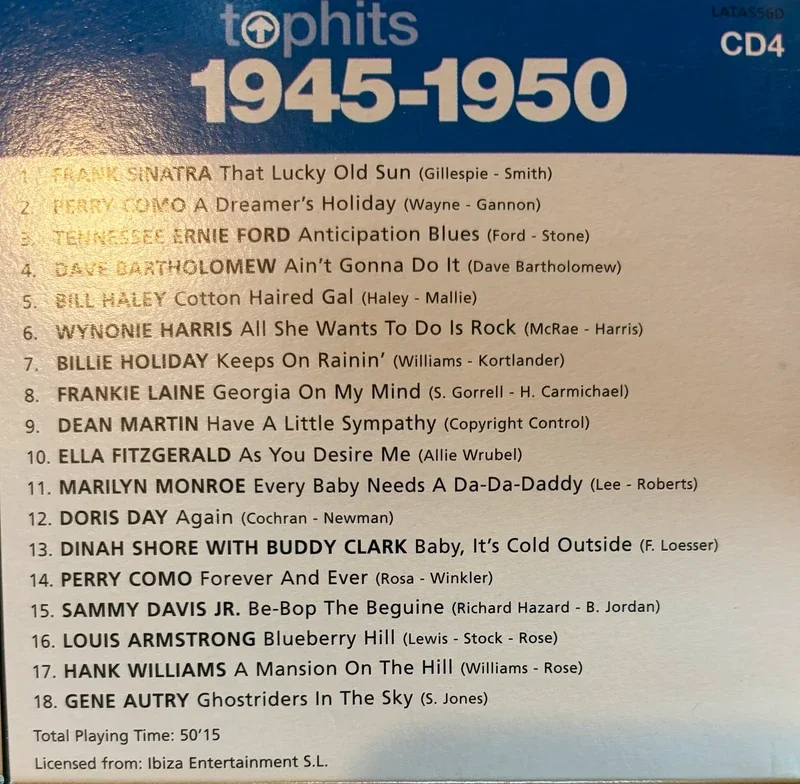 tophits
LATA556D
CD4
1945-1950
1. FRANK SINATRA That Lucky Old Sun (Gillespie - Smith)
2. PERRY COMO A Dreamer's Holiday (Wayne - Gannon)
3. TENNESSEE ERNIE FORD Anticipation Blues (Ford - Stone)
4. DAVE BARTHOLOMEW Ain't Gonna Do It (Dave Bartholomew)
5. BILL HALEY Cotton Haired Gal (Haley - Mallie)
6. WYNONIE HARRIS All She Wants To Do Is Rock (McRae - Harris)
7. BILLIE HOLIDAY Keeps On Rainin' (Williams - Kortlander)
8. FRANKIE LAINE Georgia On My Mind (S. Gorrell - H. Carmichael)
9. DEAN MARTIN Have A Little Sympathy (Copyright Control)
10. ELLA FITZGERALD As You Desire Me (Allie Wrubel)
11. MARILYN MONROE Every Baby Needs A Da-Da-Daddy (Lee - Roberts)
12. DORIS DAY Again (Cochran - Newman)
13. DINAH SHORE WITH BUDDY CLARK Baby, It's Cold Outside (F. Loesser)
14. PERRY COMO Forever And Ever (Rosa - Winkler)
15. SAMMY DAVIS JR. Be-Bop The Beguine (Richard Hazard - B. Jordan)
16. LOUIS ARMSTRONG Blueberry Hill (Lewis - Stock - Rose)
17. HANK WILLIAMS A Mansion On The Hill (Williams - Rose)
18. GENE AUTRY Ghostriders In The Sky (S. Jones)
Total Playing Time: 50'15
Licensed from: Ibiza Entertainment S.L.